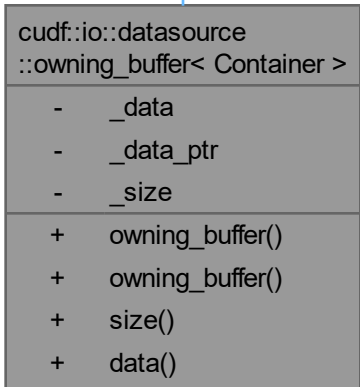 cudf::io::datasource
::owning_buffer< Container >
- _data
- _data_ptr
- _size
+ owning_buffer()
+ owning_buffer()
+ size()
+ data()